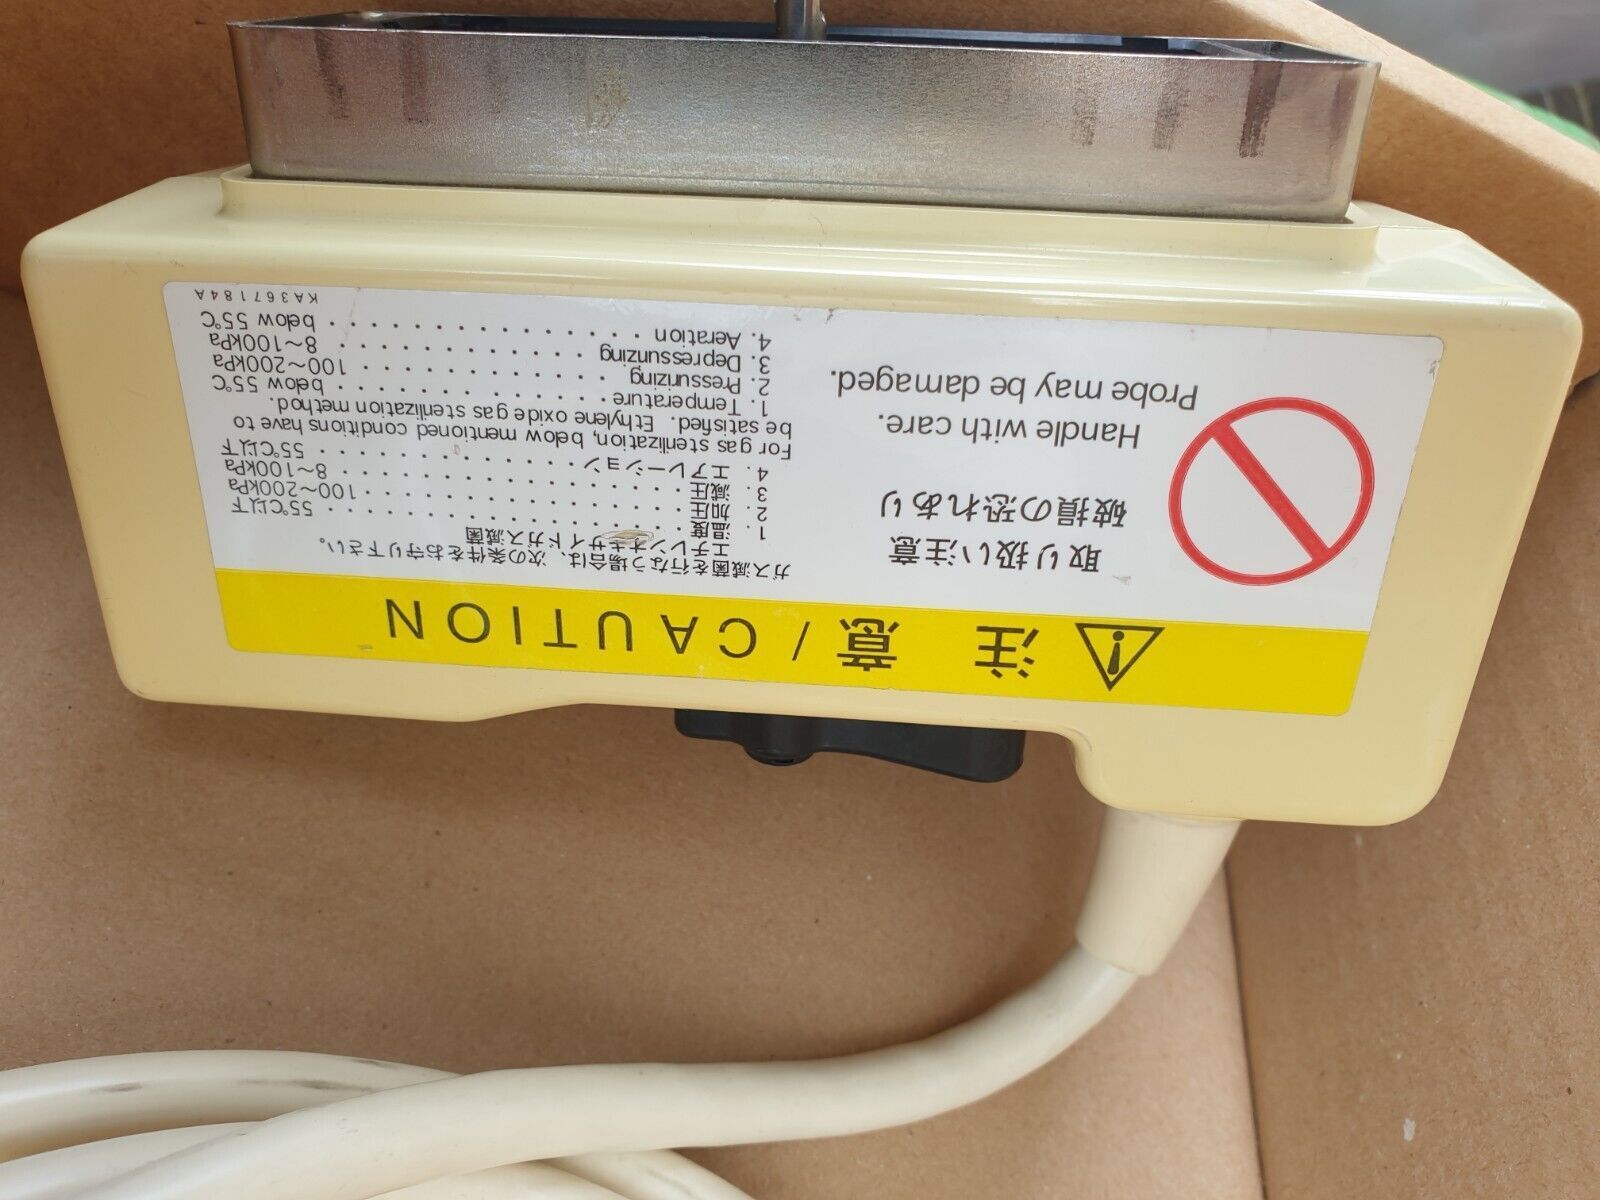 注 意 / CAUTION
取り扱い注意
破損の恐れあり
Handle with care.
Probe may be damaged.
ガス滅菌を行なう場合は、次の条件をお守り下さい。
エチレンオキサイドガス滅菌
1. 温度 ・・・・・・・・・・・・・・・ 55℃以下
2. 加圧 ・・・・・・・・・・・・・・・ 100~200kPa
3. 減圧 ・・・・・・・・・・・・・・・ 8~100kPa
4. エアレーション ・・・・・・・・・・ 55℃以下
For gas sterilization, below mentioned conditions have to
be satisfied. Ethylene oxide gas sterilization method.
1. Temperature ・・・・・・・・・・・ below 55℃
2. Pressurizing ・・・・・・・・・・・ 100~200kPa
3. Depressurizing ・・・・・・・・・・ 8~100kPa
4. Aeration ・・・・・・・・・・・・・ below 55℃
KA367184A